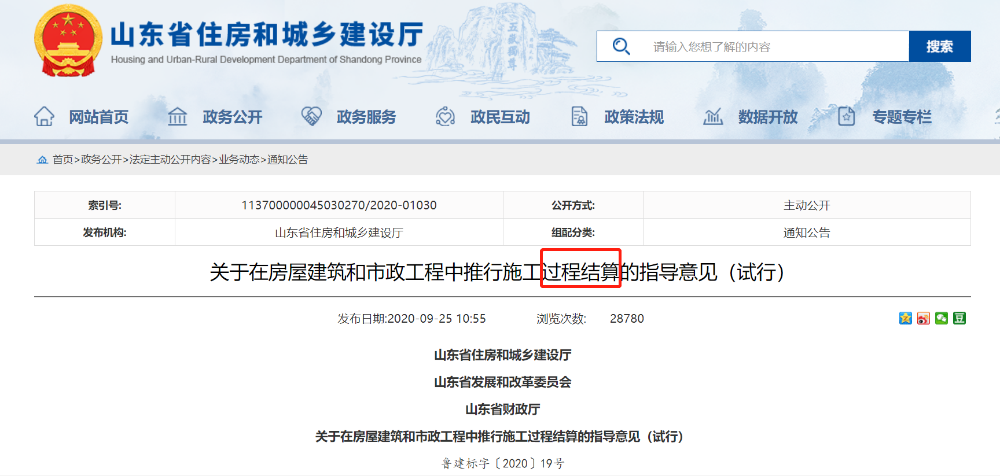 山东省住房和城乡建设厅
Housing and Urban-Rural Development Department of Shandong Province
五嶽獨尊
请输入您想了解的内容
搜索
网站首页 政务公开 政务服务 政民互动 政策法规 数据开放 专题专栏
首页>政务公开>法定主动公开内容>业务动态>通知公告
索引号: 113700000045030270/2020-01030 公开方式: 主动公开
发布机构: 山东省住房和城乡建设厅 组配分类: 通知公告
关于在房屋建筑和市政工程中推行施工过程结算的指导意见（试行）
发布日期:2020-09-25 10:55 浏览次数: 28780
山东省住房和城乡建设厅
山东省发展和改革委员会
山东省财政厅
关于在房屋建筑和市政工程中推行施工过程结算的指导意见（试行）
鲁建标字〔2020〕19号